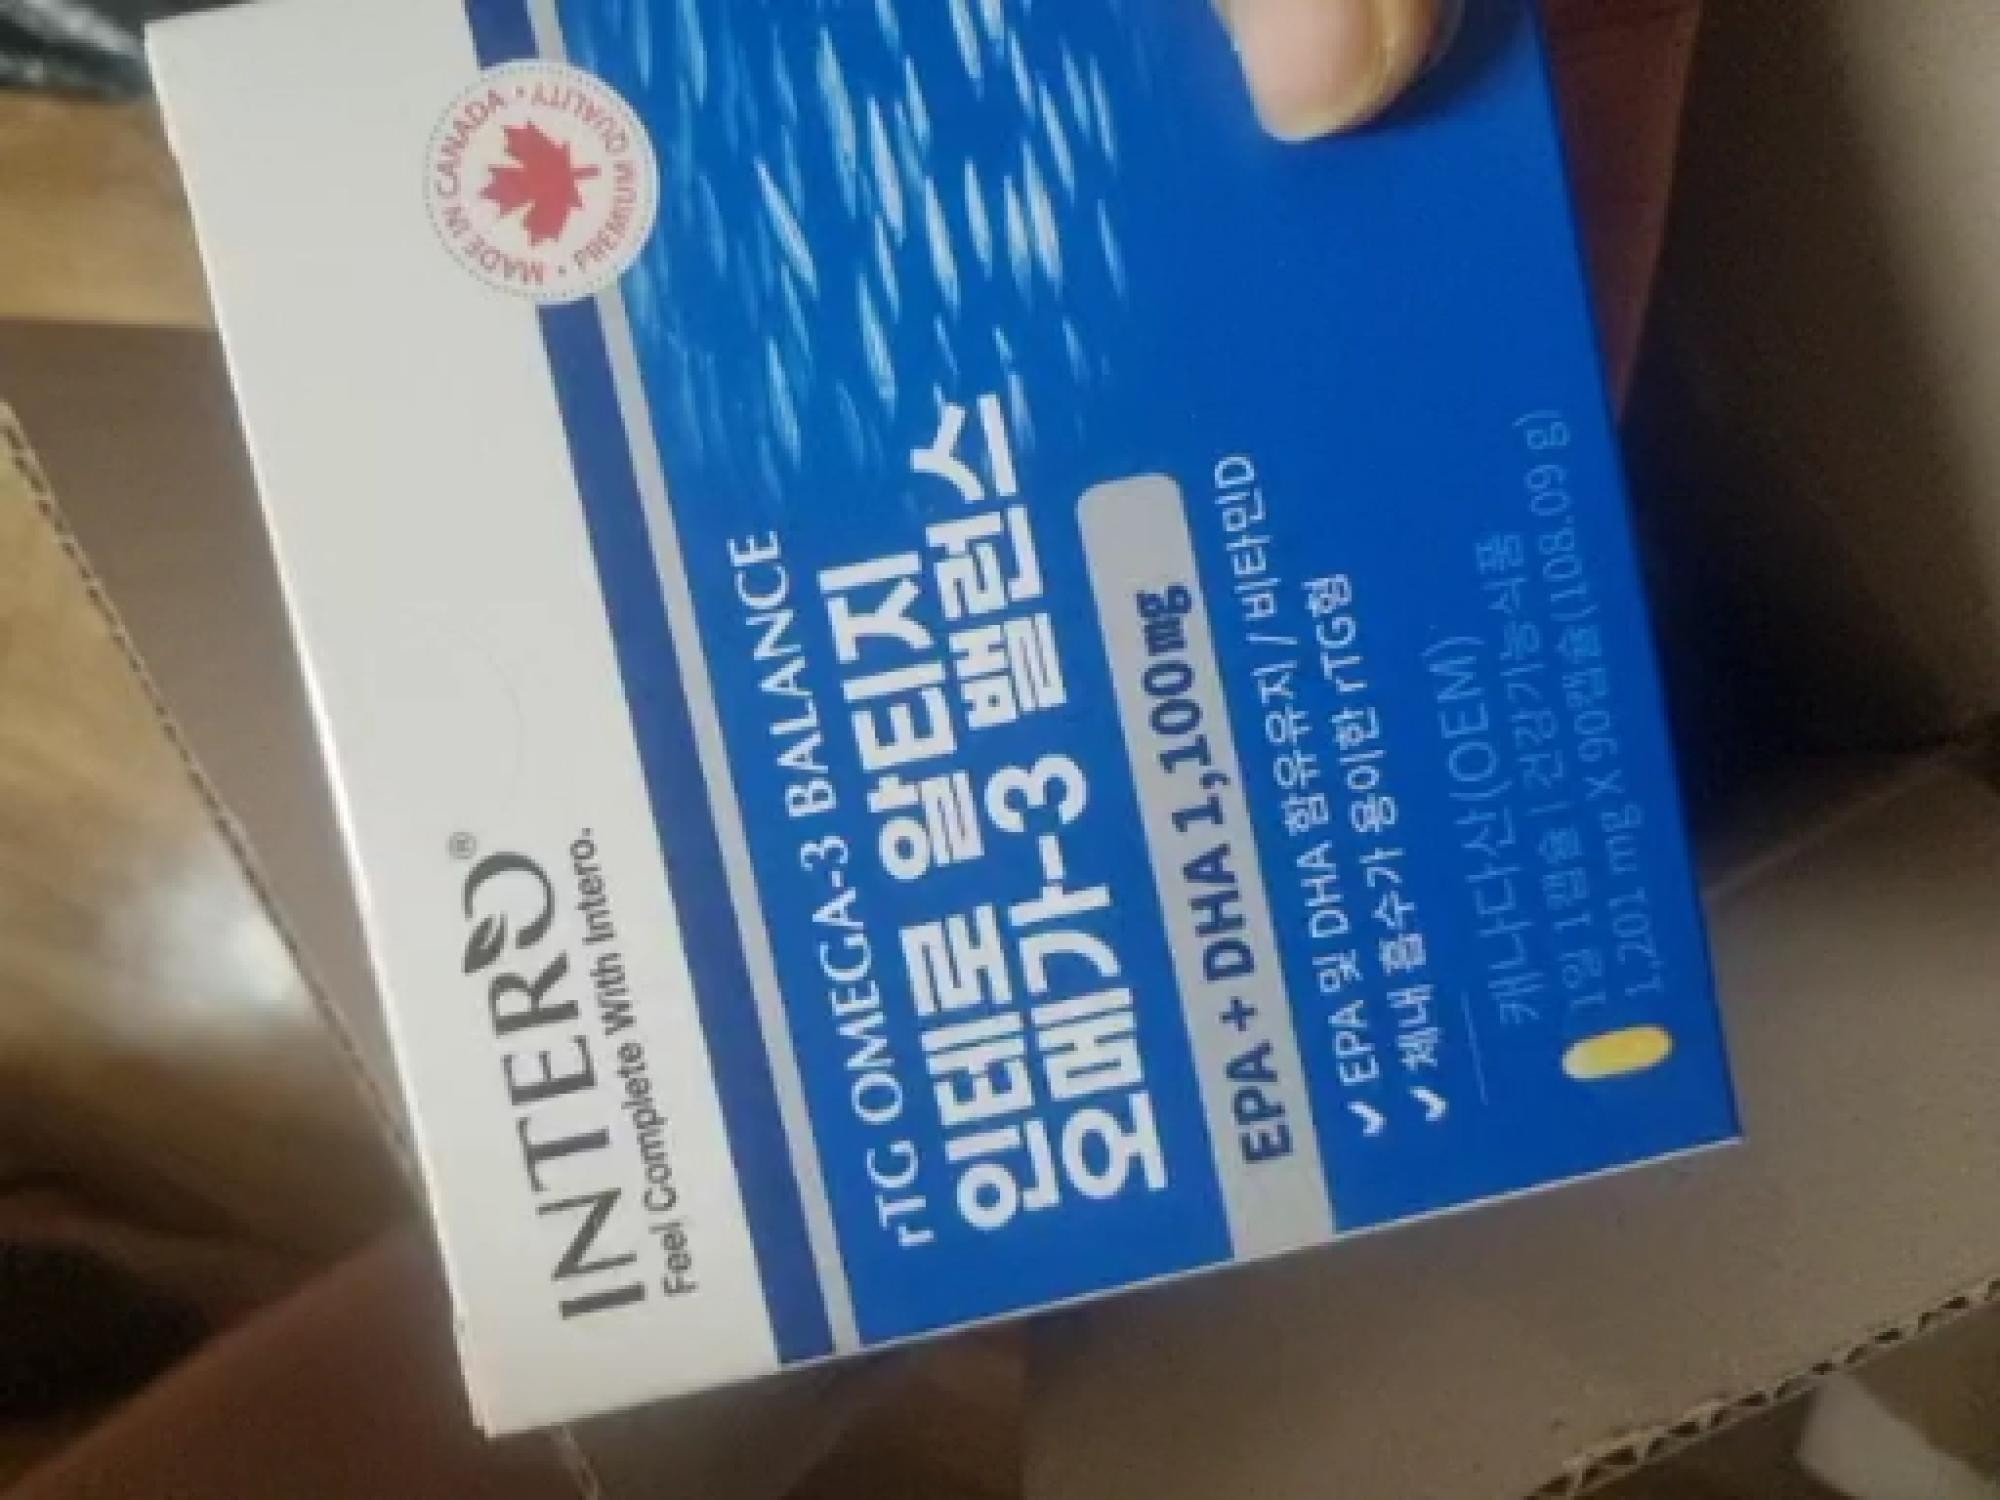 INTERO®
Feel Complete With Intero.
MADE IN CANADA • PREMIUM QUALITY •
rTG OMEGA-3 BALANCE
인테로 알티지
오메가-3 밸런스
EPA + DHA 1,100㎎
EPA 및 DHA 함유유지 / 비타민D
체내 흡수가 용이한 rTG형
캐나다산(OEM)
1일 1캡슐 | 건강기능식품
1,201 mg X 90캡슐(108.09 g)